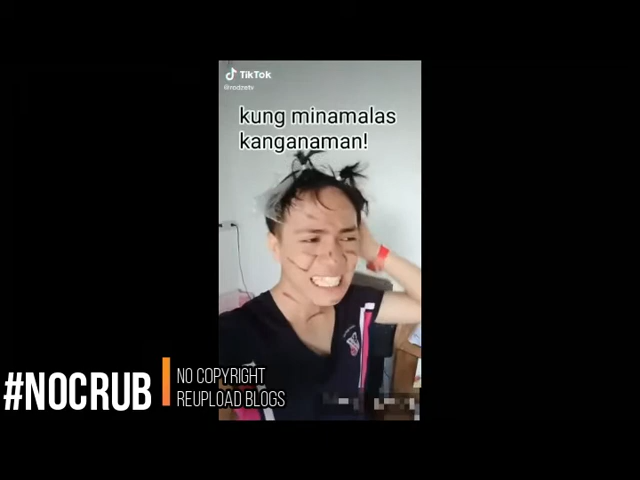 TikTok
@rodzetv
kung minamalas
kanganaman!
#NOCRUB
NO COPYRIGHT
REUPLOAD BLOGS